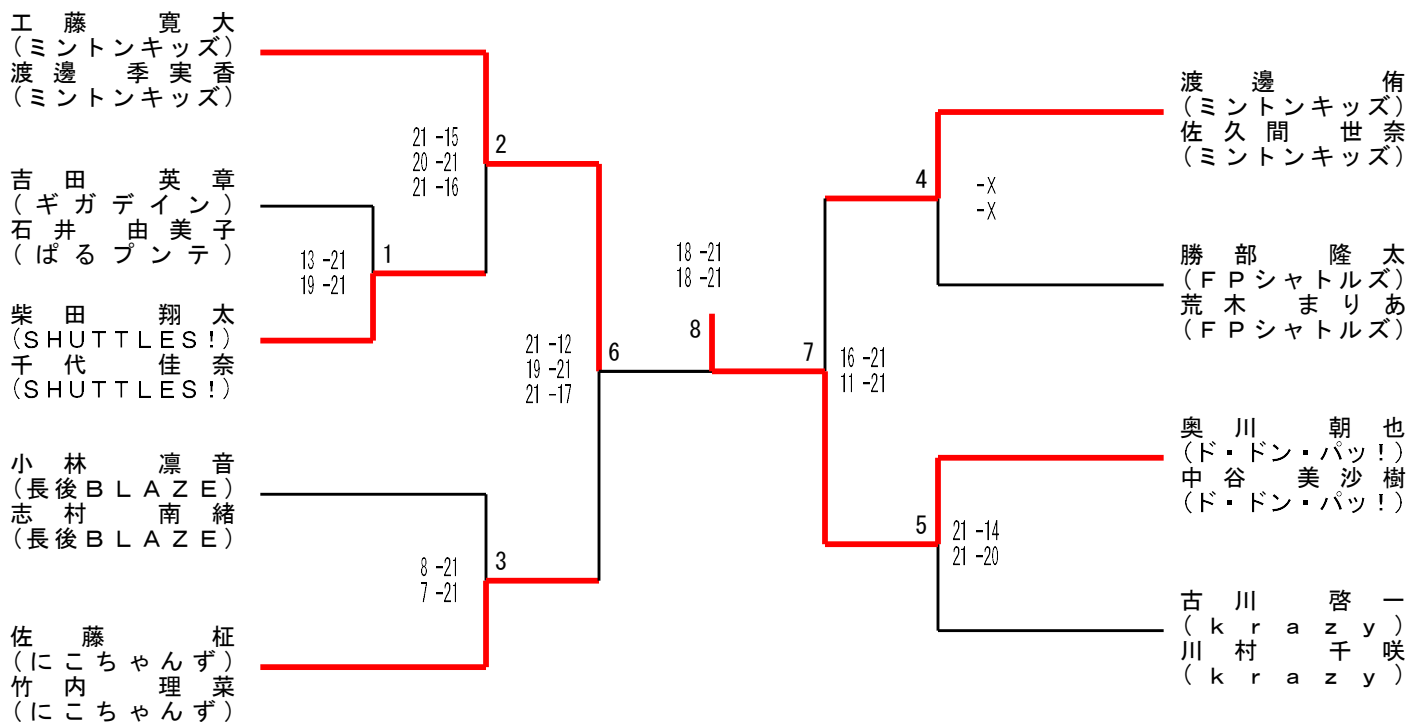 工藤 寛大
(ミントンキッズ)
渡邊 季実香
(ミントンキッズ)
吉田 英章
(ギガデイン)
石井 由美子
(ぱるプンテ)
柴田 翔太
(SHUTTLES!)
千代 佳奈
(SHUTTLES!)
小林 凛音
(長後BLAZE)
志村 南緒
(長後BLAZE)
佐藤 柾
(にこちゃんず)
竹内 理菜
(にこちゃんず)
13 -21
19 -21
1
21 -15
20 -21
21 -16
2
8 -21
7 -21
3
21 -12
19 -21
21 -17
6
18 -21
18 -21
8
7
16 -21
11 -21
4
-X
-X
5
21 -14
21 -20
渡邊 侑
(ミントンキッズ)
佐久間 世奈
(ミントンキッズ)
勝部 隆太
(FPシャトルズ)
荒木 まりあ
(FPシャトルズ)
奥川 朝也
(ド・ドン・パッ!)
中谷 美沙樹
(ド・ドン・パッ!)
古川 啓一
(krazy)
川村 千咲
(krazy)